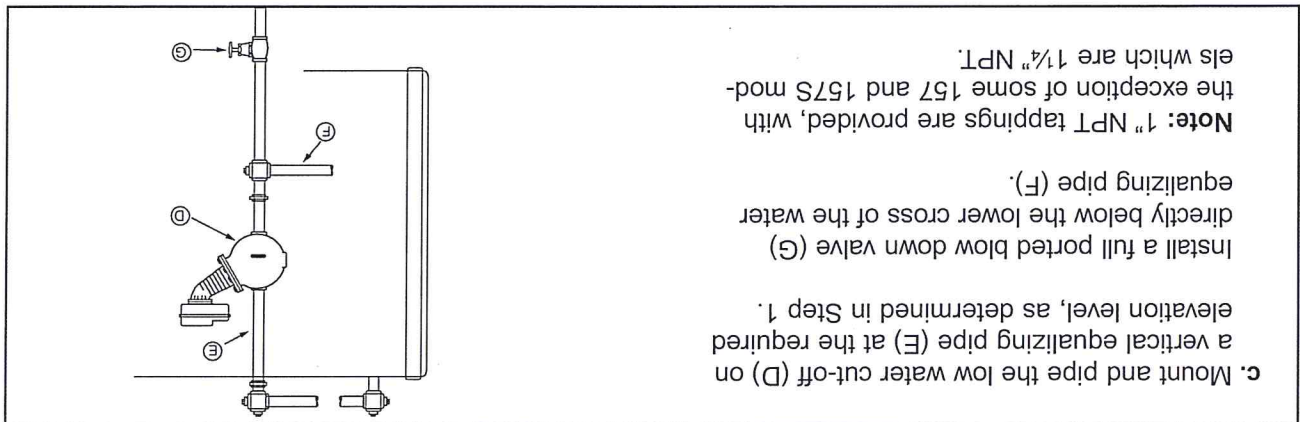 c. Mount and pipe the low water cut-off (D) on
a vertical equalizing pipe (E) at the required
elevation level, as determined in Step 1.
Install a full ported blow down valve (G)
directly below the lower cross of the water
equalizing pipe (F).
Note: 1" NPT tappings are provided, with
the exception of some 157 and 157S mod-
els which are 1¼" NPT.
E
D
F
G